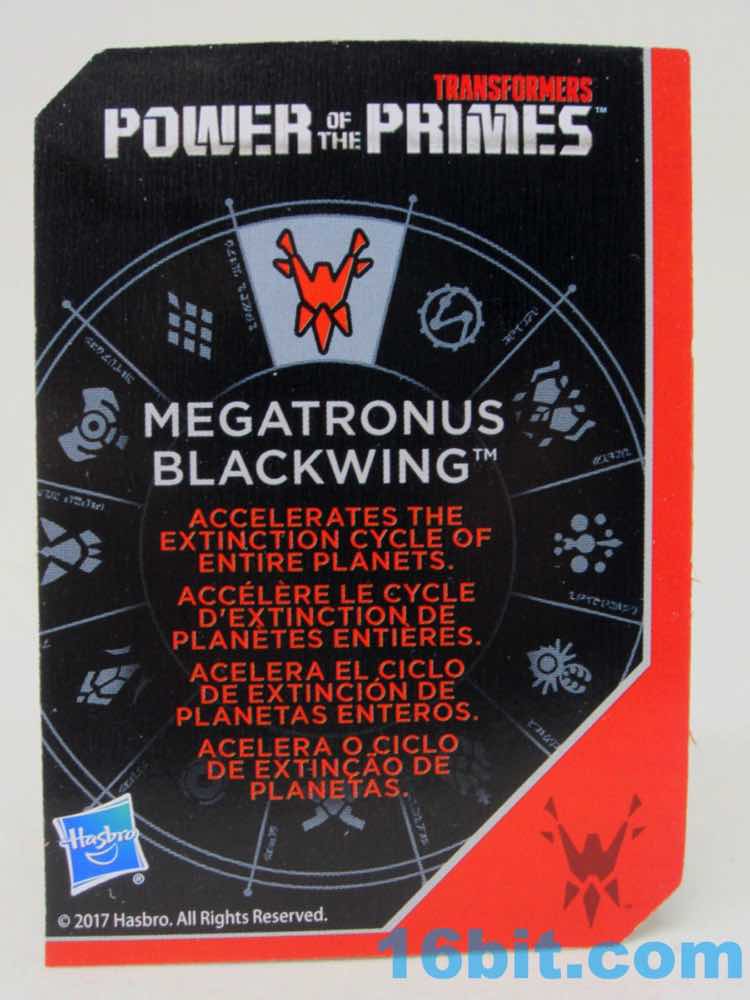 TRANSFORMERS
POWER OF THE PRIMES™
MEGATRONUS
BLACKWING™
ACCELERATES THE
EXTINCTION CYCLE OF
ENTIRE PLANETS.
ACCÉLÈRE LE CYCLE
D'EXTINCTION DE
PLANÈTES ENTIÈRES.
ACELERA EL CICLO
DE EXTINCIÓN DE
PLANETAS ENTEROS.
ACELERA O CICLO
DE EXTINÇÃO DE
PLANETAS.
Hasbro
®
© 2017 Hasbro. All Rights Reserved.
™
16bit.com